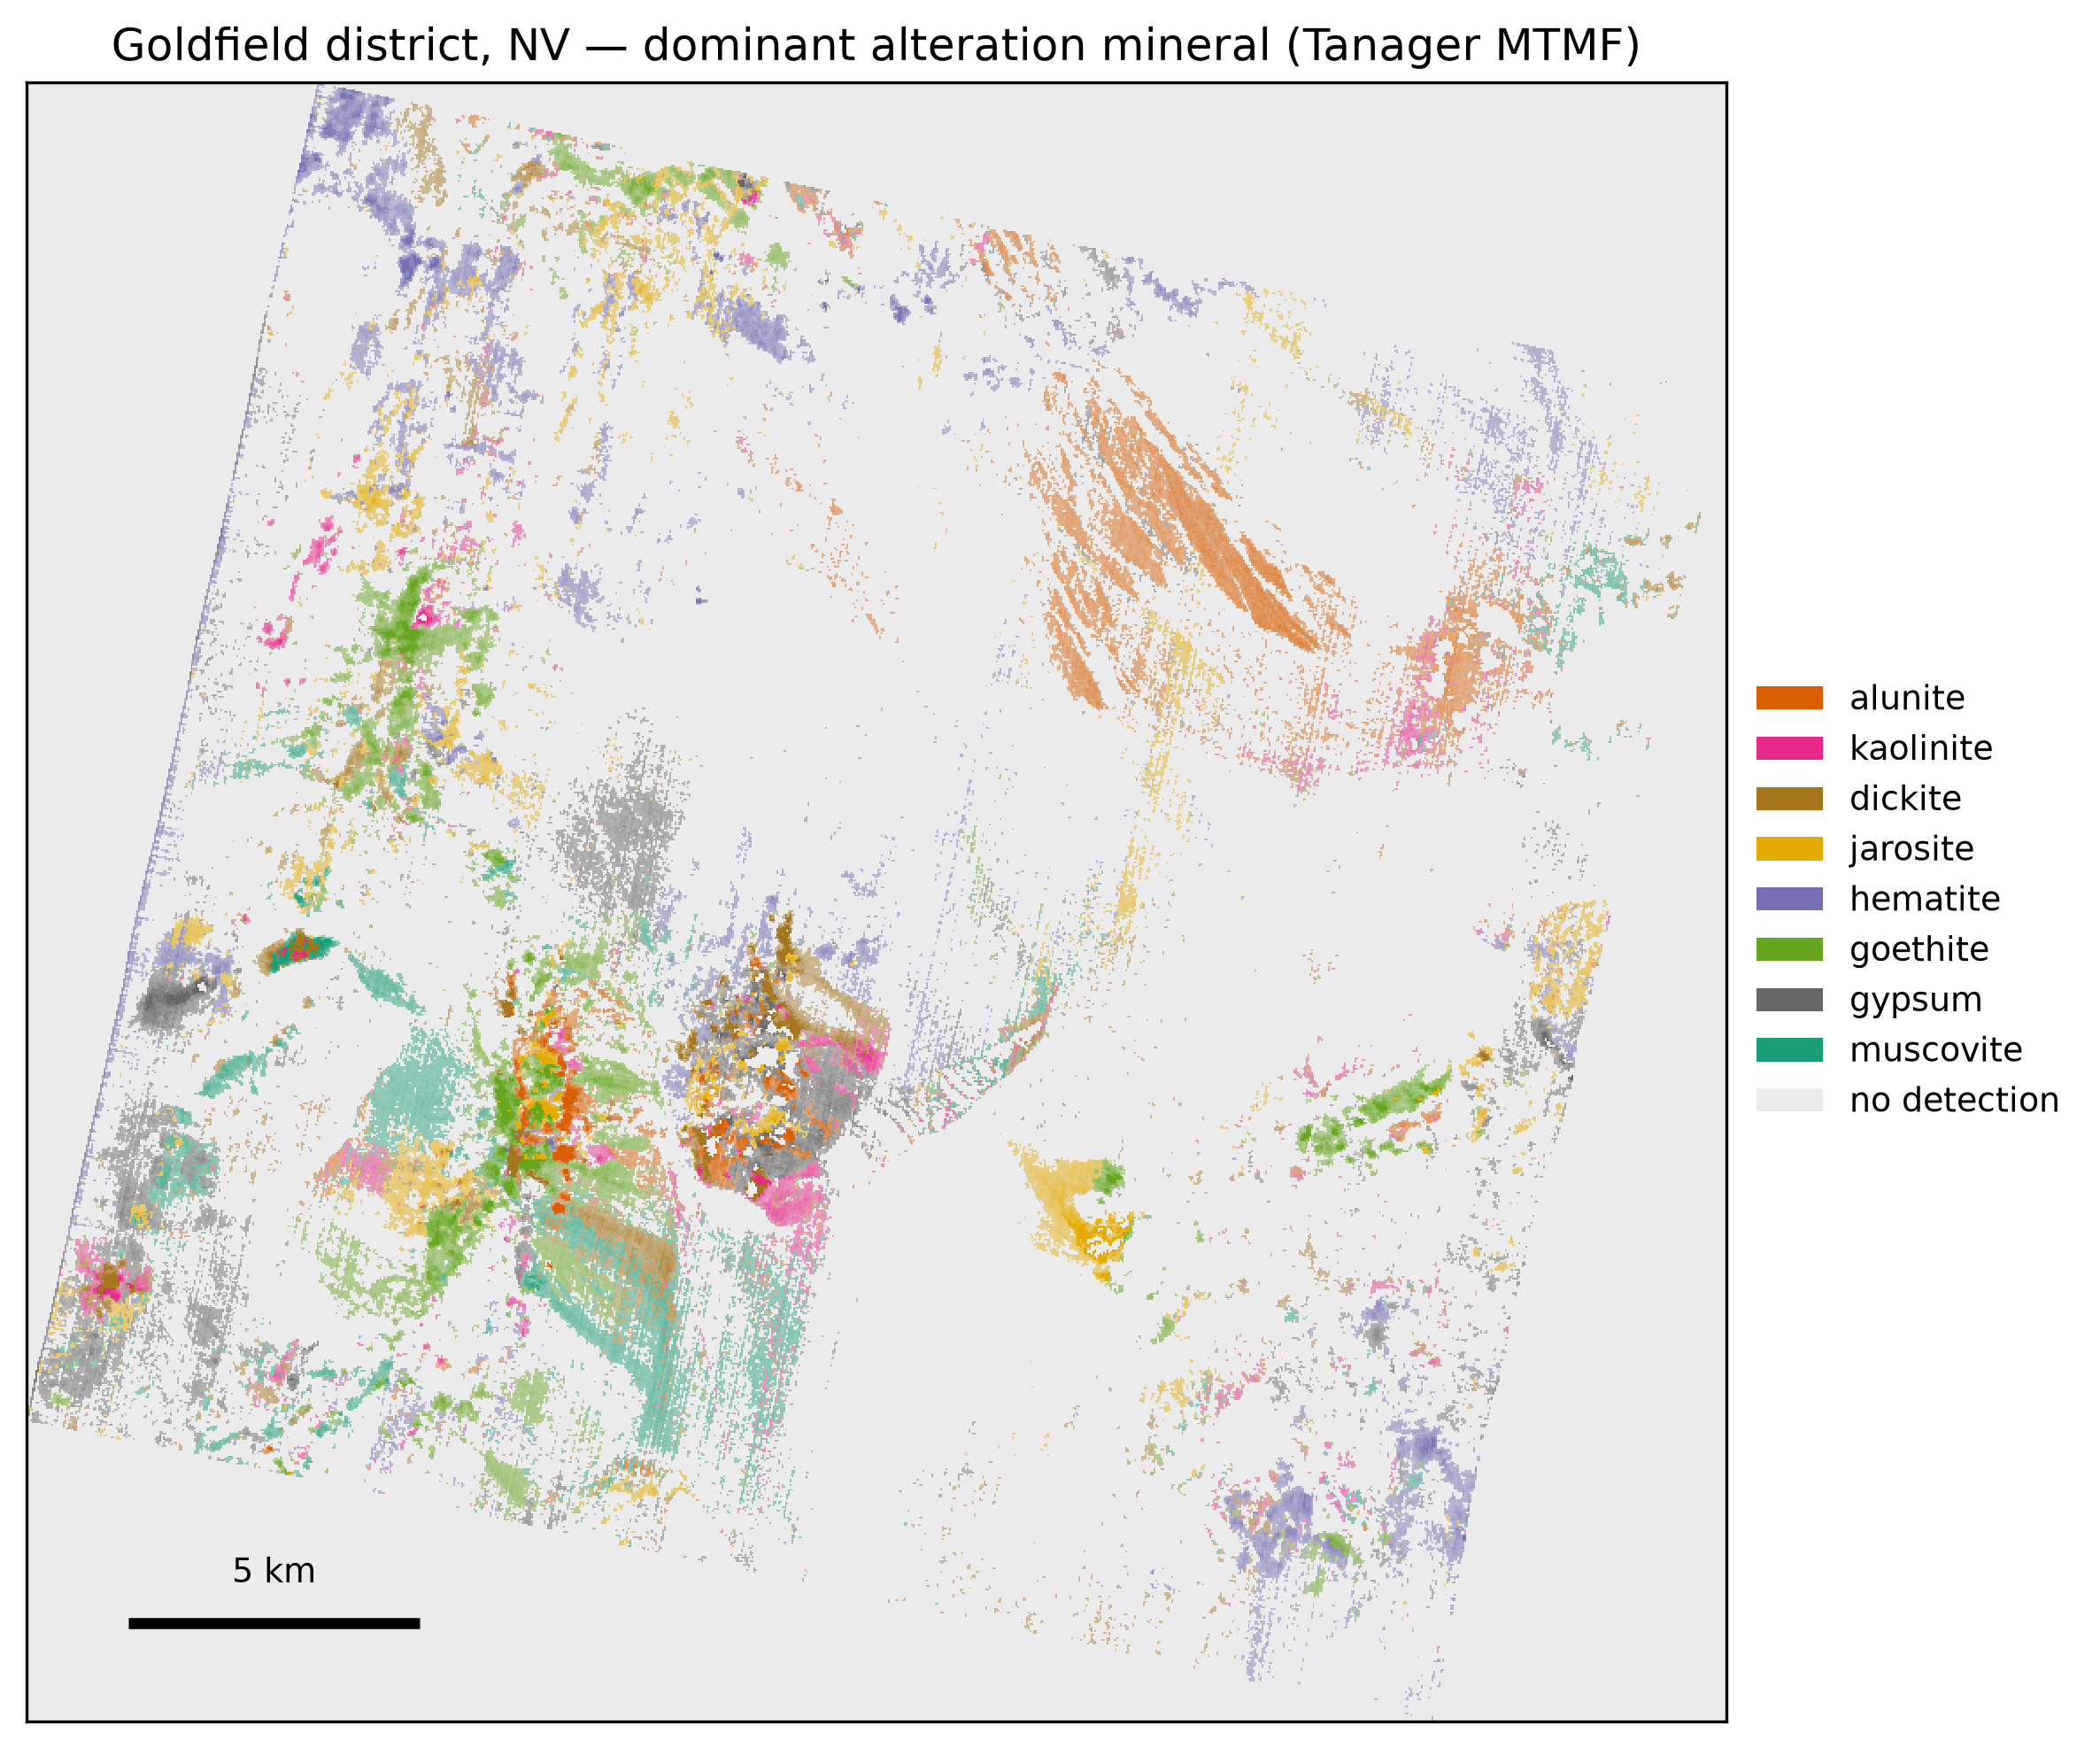 Goldfield district, NV — dominant alteration mineral (Tanager MTMF)
alunite
kaolinite
dickite
jarosite
hematite
goethite
gypsum
muscovite
no detection
5 km